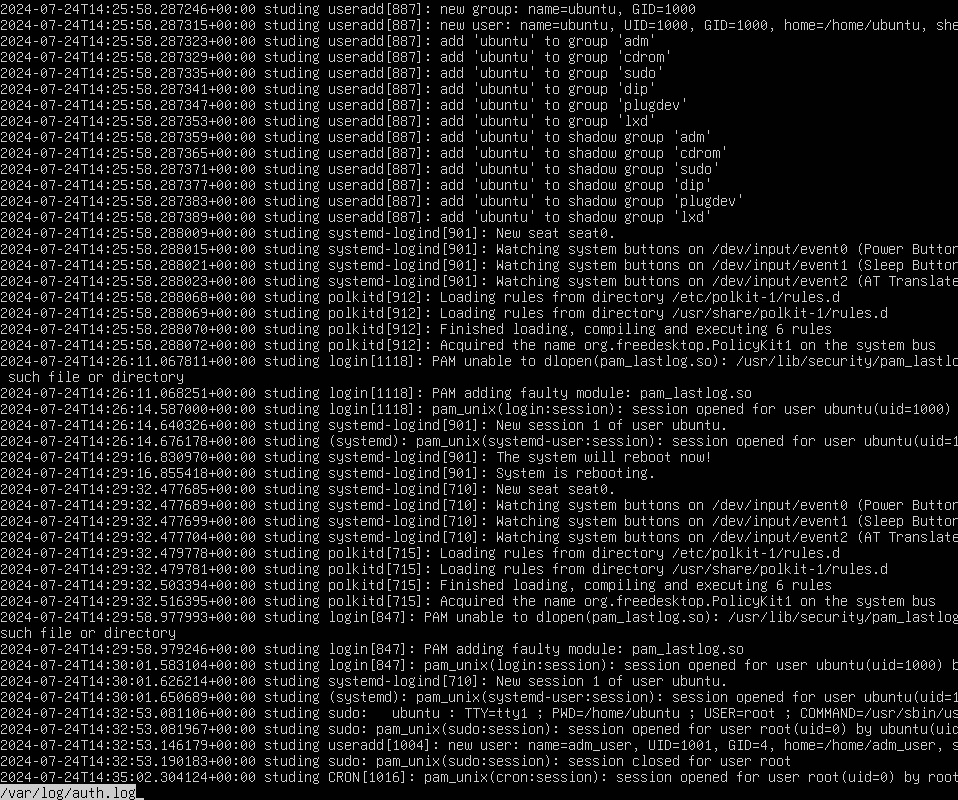 2024-07-24T14:25:58.287246+00:00 studing useradd[887]: new group: name=ubuntu, GID=1000
2024-07-24T14:25:58.287315+00:00 studing useradd[887]: new user: name=ubuntu, UID=1000, GID=1000, home=/home/ubuntu, she
2024-07-24T14:25:58.287323+00:00 studing useradd[887]: add 'ubuntu' to group 'adm'
2024-07-24T14:25:58.287329+00:00 studing useradd[887]: add 'ubuntu' to group 'cdrom'
2024-07-24T14:25:58.287335+00:00 studing useradd[887]: add 'ubuntu' to group 'sudo'
2024-07-24T14:25:58.287341+00:00 studing useradd[887]: add 'ubuntu' to group 'dip'
2024-07-24T14:25:58.287347+00:00 studing useradd[887]: add 'ubuntu' to group 'plugdev'
2024-07-24T14:25:58.287353+00:00 studing useradd[887]: add 'ubuntu' to group 'lxd'
2024-07-24T14:25:58.287359+00:00 studing useradd[887]: add 'ubuntu' to shadow group 'adm'
2024-07-24T14:25:58.287365+00:00 studing useradd[887]: add 'ubuntu' to shadow group 'cdrom'
2024-07-24T14:25:58.287371+00:00 studing useradd[887]: add 'ubuntu' to shadow group 'sudo'
2024-07-24T14:25:58.287377+00:00 studing useradd[887]: add 'ubuntu' to shadow group 'dip'
2024-07-24T14:25:58.287383+00:00 studing useradd[887]: add 'ubuntu' to shadow group 'plugdev'
2024-07-24T14:25:58.287389+00:00 studing useradd[887]: add 'ubuntu' to shadow group 'lxd'
2024-07-24T14:25:58.288009+00:00 studing systemd-logind[901]: New seat seat0.
2024-07-24T14:25:58.288015+00:00 studing systemd-logind[901]: Watching system buttons on /dev/input/event0 (Power Button
2024-07-24T14:25:58.288021+00:00 studing systemd-logind[901]: Watching system buttons on /dev/input/event1 (Sleep Button
2024-07-24T14:25:58.288023+00:00 studing systemd-logind[901]: Watching system buttons on /dev/input/event2 (AT Translate
2024-07-24T14:25:58.288068+00:00 studing polkitd[912]: Loading rules from directory /etc/polkit-1/rules.d
2024-07-24T14:25:58.288069+00:00 studing polkitd[912]: Loading rules from directory /usr/share/polkit-1/rules.d
2024-07-24T14:25:58.288070+00:00 studing polkitd[912]: Finished loading, compiling and executing 6 rules
2024-07-24T14:25:58.288072+00:00 studing polkitd[912]: Acquired the name org.freedesktop.PolicyKit1 on the system bus
2024-07-24T14:26:11.067811+00:00 studing login[1118]: PAM unable to dlopen(pam_lastlog.so): /usr/lib/security/pam_lastlo
such file or directory
2024-07-24T14:26:11.068251+00:00 studing login[1118]: PAM adding faulty module: pam_lastlog.so
2024-07-24T14:26:14.587000+00:00 studing login[1118]: pam_unix(login:session): session opened for user ubuntu(uid=1000)
2024-07-24T14:26:14.640326+00:00 studing systemd-logind[901]: New session 1 of user ubuntu.
2024-07-24T14:26:14.676178+00:00 studing (systemd): pam_unix(systemd-user:session): session opened for user ubuntu(uid=1
2024-07-24T14:29:16.830970+00:00 studing systemd-logind[901]: The system will reboot now!
2024-07-24T14:29:16.855418+00:00 studing systemd-logind[901]: System is rebooting.
2024-07-24T14:29:32.477685+00:00 studing systemd-logind[710]: New seat seat0.
2024-07-24T14:29:32.477689+00:00 studing systemd-logind[710]: Watching system buttons on /dev/input/event0 (Power Button
2024-07-24T14:29:32.477699+00:00 studing systemd-logind[710]: Watching system buttons on /dev/input/event1 (Sleep Button
2024-07-24T14:29:32.477704+00:00 studing systemd-logind[710]: Watching system buttons on /dev/input/event2 (AT Translate
2024-07-24T14:29:32.479778+00:00 studing polkitd[715]: Loading rules from directory /etc/polkit-1/rules.d
2024-07-24T14:29:32.479781+00:00 studing polkitd[715]: Loading rules from directory /usr/share/polkit-1/rules.d
2024-07-24T14:29:32.503394+00:00 studing polkitd[715]: Finished loading, compiling and executing 6 rules
2024-07-24T14:29:32.516395+00:00 studing polkitd[715]: Acquired the name org.freedesktop.PolicyKit1 on the system bus
2024-07-24T14:29:58.977993+00:00 studing login[847]: PAM unable to dlopen(pam_lastlog.so): /usr/lib/security/pam_lastlog
such file or directory
2024-07-24T14:29:58.979246+00:00 studing login[847]: PAM adding faulty module: pam_lastlog.so
2024-07-24T14:30:01.583104+00:00 studing login[847]: pam_unix(login:session): session opened for user ubuntu(uid=1000) b
2024-07-24T14:30:01.626214+00:00 studing systemd-logind[710]: New session 1 of user ubuntu.
2024-07-24T14:30:01.650689+00:00 studing (systemd): pam_unix(systemd-user:session): session opened for user ubuntu(uid=1
2024-07-24T14:32:53.081106+00:00 studing sudo:   ubuntu : TTY=tty1 ; PWD=/home/ubuntu ; USER=root ; COMMAND=/usr/sbin/us
2024-07-24T14:32:53.081967+00:00 studing sudo: pam_unix(sudo:session): session opened for user root(uid=0) by ubuntu(uid
2024-07-24T14:32:53.146179+00:00 studing useradd[1004]: new user: name=adm_user, UID=1001, GID=4, home=/home/adm_user, s
2024-07-24T14:32:53.190183+00:00 studing sudo: pam_unix(sudo:session): session closed for user root
2024-07-24T14:35:02.304124+00:00 studing CRON[1016]: pam_unix(cron:session): session opened for user root(uid=0) by root
/var/log/auth.log